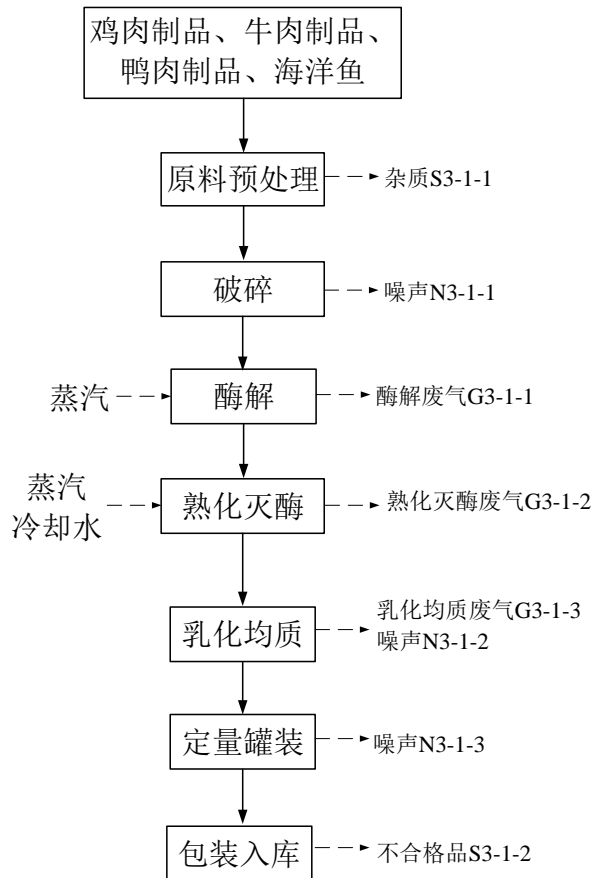 鸡肉制品、牛肉制品、
鸭肉制品、海洋鱼
原料预处理
杂质S3-1-1
破碎
噪声N3-1-1
蒸汽
酶解
酶解废气G3-1-1
蒸汽
冷却水
熟化灭酶
熟化灭酶废气G3-1-2
乳化均质
乳化均质废气G3-1-3
噪声N3-1-2
定量罐装
噪声N3-1-3
包装入库
不合格品S3-1-2